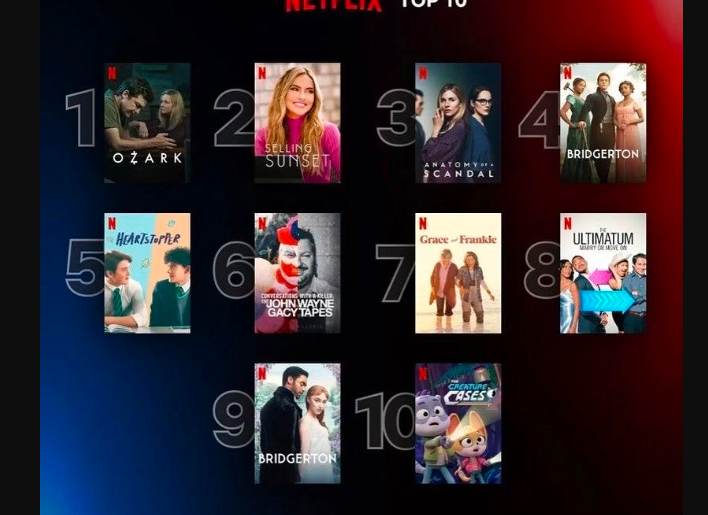 NETFLIX TOP 10
1
N
OZARK
2
N
SELLING
SUNSET
3
N
ANATOMY OF A
SCANDAL
4
N
BRIDGERTON
5
N
HEARTSTOPPER
6
N
CONVERSATIONS WITH A KILLER:
THE JOHN WAYNE
GACY TAPES
7
N
Grace and Frankie
8
N
THE
ULTIMATUM
MARRY OR MOVE ON
9
N
BRIDGERTON
10
N
THE
CREATURE
CASES